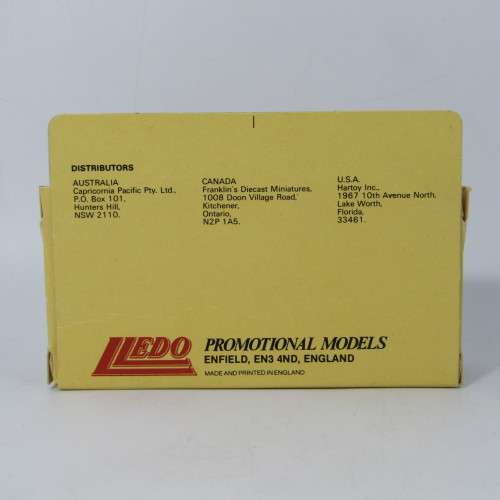 DISTRIBUTORS
AUSTRALIA
Capricornia Pacific Pty. Ltd.,
P.O. Box 101,
Hunters Hill,
NSW 2110.
CANADA
Franklin's Diecast Miniatures,
1008 Doon Village Road,
Kitchener,
Ontario,
N2P 1A5.
U.S.A.
Hartoy Inc.,
1967 10th Avenue North,
Lake Worth,
Florida,
33461.
LLEDO
PROMOTIONAL MODELS
ENFIELD, EN3 4ND, ENGLAND
MADE AND PRINTED IN ENGLAND